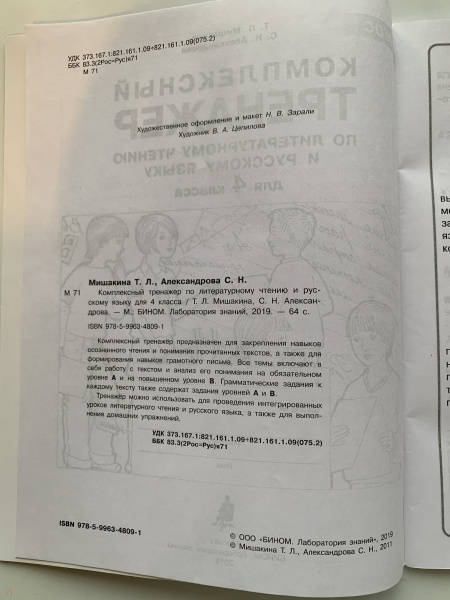 УДК 373.167.1:821.161.1.09+821.161.1.09(075.2)
ББК 83.3(2Рос=Рус)я71
М 71
Художественное оформление и макет Н. В. Зарали
Художник В. А. Цепилова
Мишакина Т. Л., Александрова С. Н.
М 71 Комплексный тренажер по литературному чтению и рус-
скому языку для 4 класса / Т. Л. Мишакина, С. Н. Алексан-
дрова. — М.: БИНОМ. Лаборатория знаний, 2019. — 64 с.
ISBN 978-5-9963-4809-1
Комплексный тренажёр предназначен для закрепления навыков
осознанного чтения и понимания прочитанных текстов, а также для
формирования навыков грамотного письма. Все темы включают в
себя работу с текстом и анализ его понимания на обязательном
уровне А и на повышенном уровне В. Грамматические задания к
каждому тексту также содержат задания уровней А и В.
Тренажёр можно использовать для проведения интегрированных
уроков литературного чтения и русского языка, а также для выпол-
нения домашних упражнений.
УДК 373.167.1:821.161.1.09+821.161.1.09(075.2)
ББК 83.3(2Рос=Рус)я71
ISBN 978-5-9963-4809-1
© ООО «БИНОМ. Лаборатория знаний», 2019
© Мишакина Т. Л., Александрова С. Н., 2011